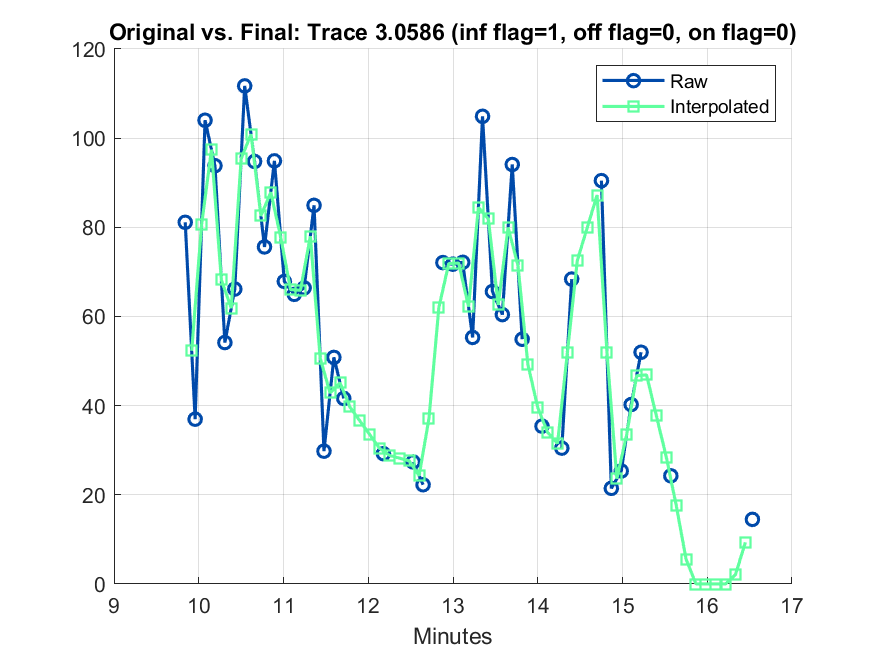 Original vs. Final: Trace 3.0586 (inf flag=1, off flag=0, on flag=0)
Raw
Interpolated
120
100
80
60
40
20
0
9 10 11 12 13 14 15 16 17
Minutes